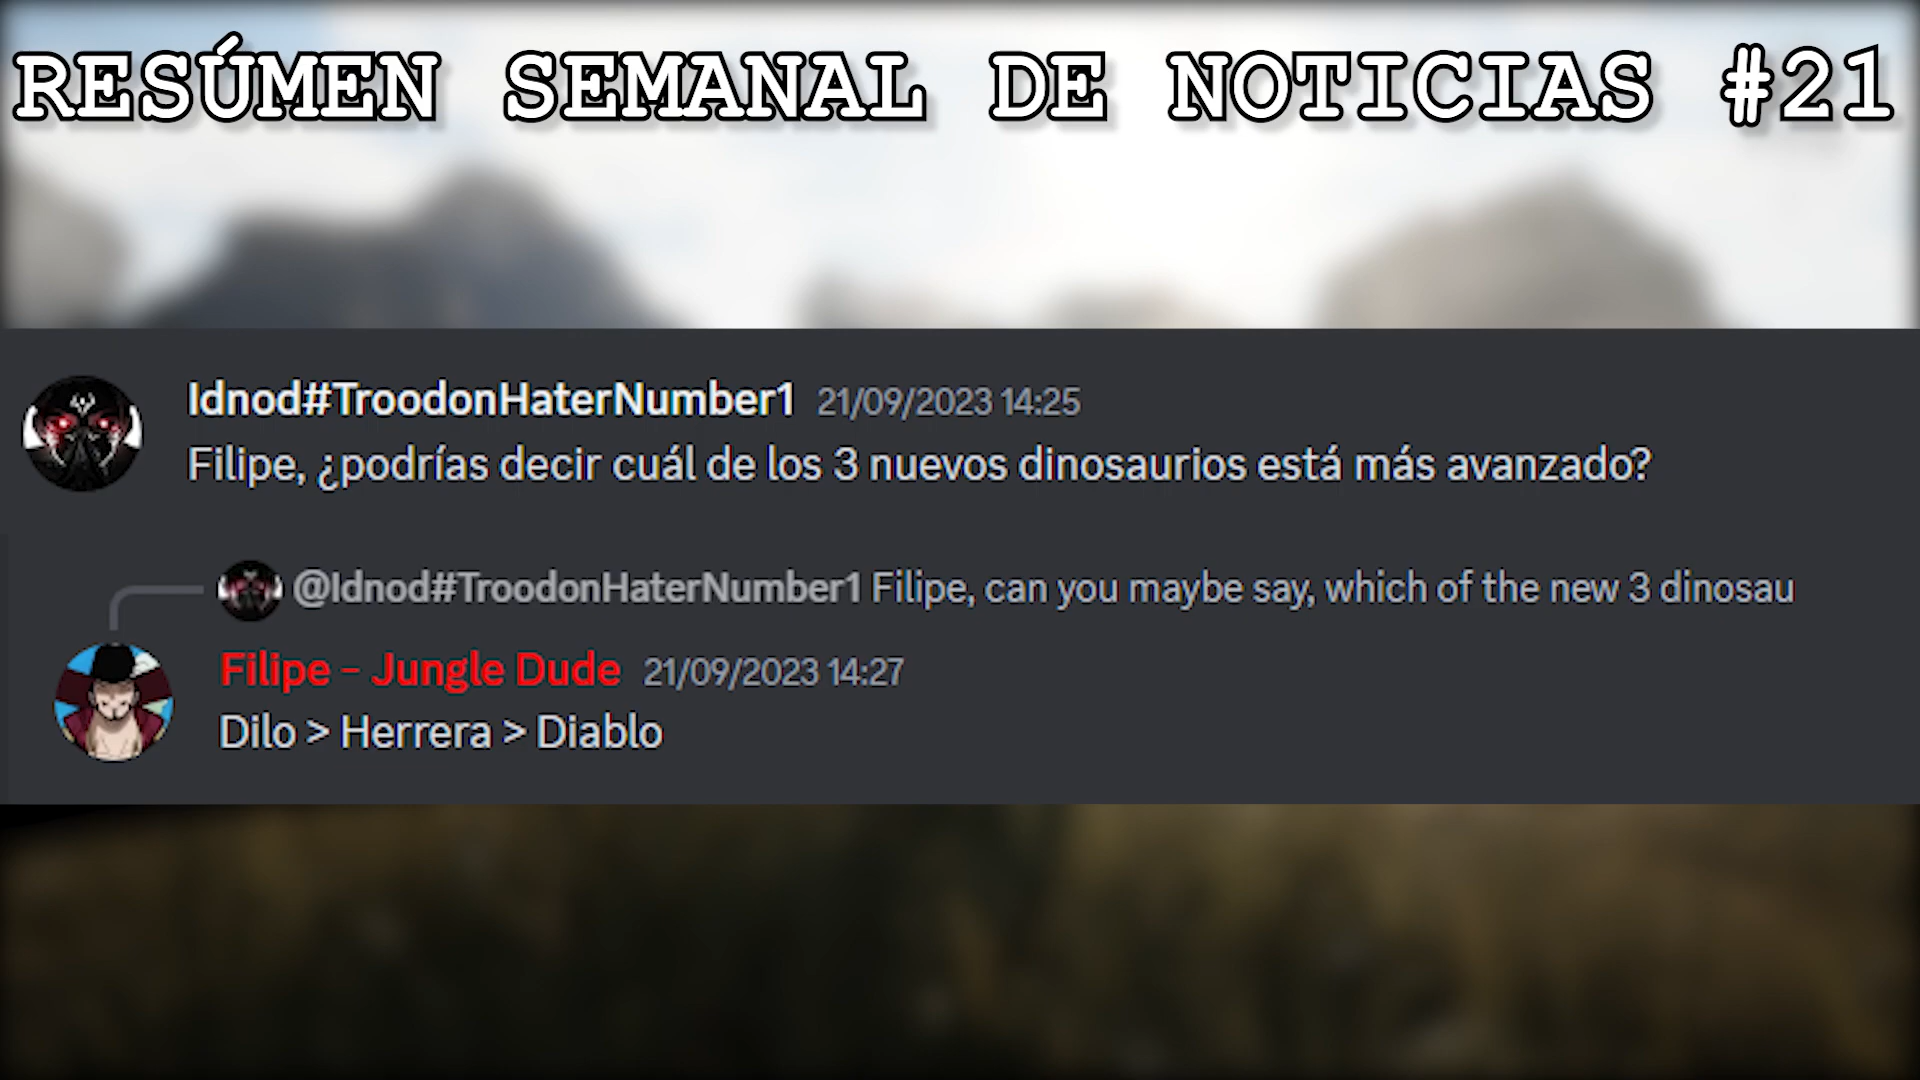 RESÚMEN SEMANAL DE NOTICIAS #21
Idnod#TroodonHaterNumber1 21/09/2023 14:25
Filipe, ¿podrías decir cuál de los 3 nuevos dinosaurios está más avanzado?
@Idnod#TroodonHaterNumber1 Filipe, can you maybe say, which of the new 3 dinosau
Filipe - Jungle Dude 21/09/2023 14:27
Dilo > Herrera > Diablo